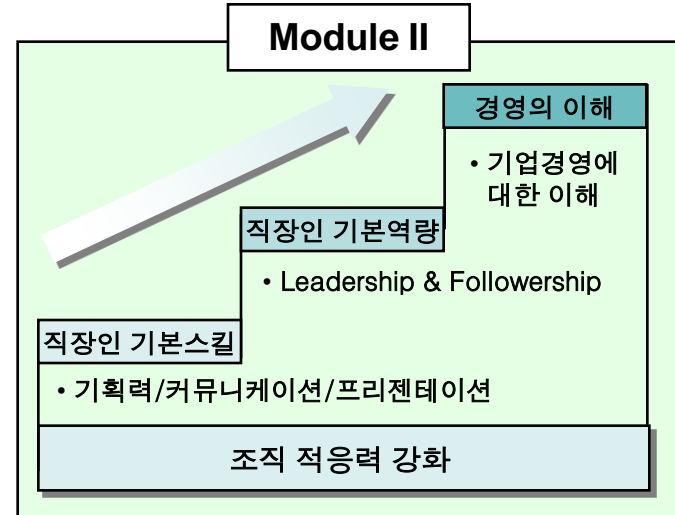 Module II
경영의 이해
• 기업경영에
대한 이해
직장인 기본역량
• Leadership & Followership
직장인 기본스킬
• 기획력/커뮤니케이션/프리젠테이션
조직 적응력 강화